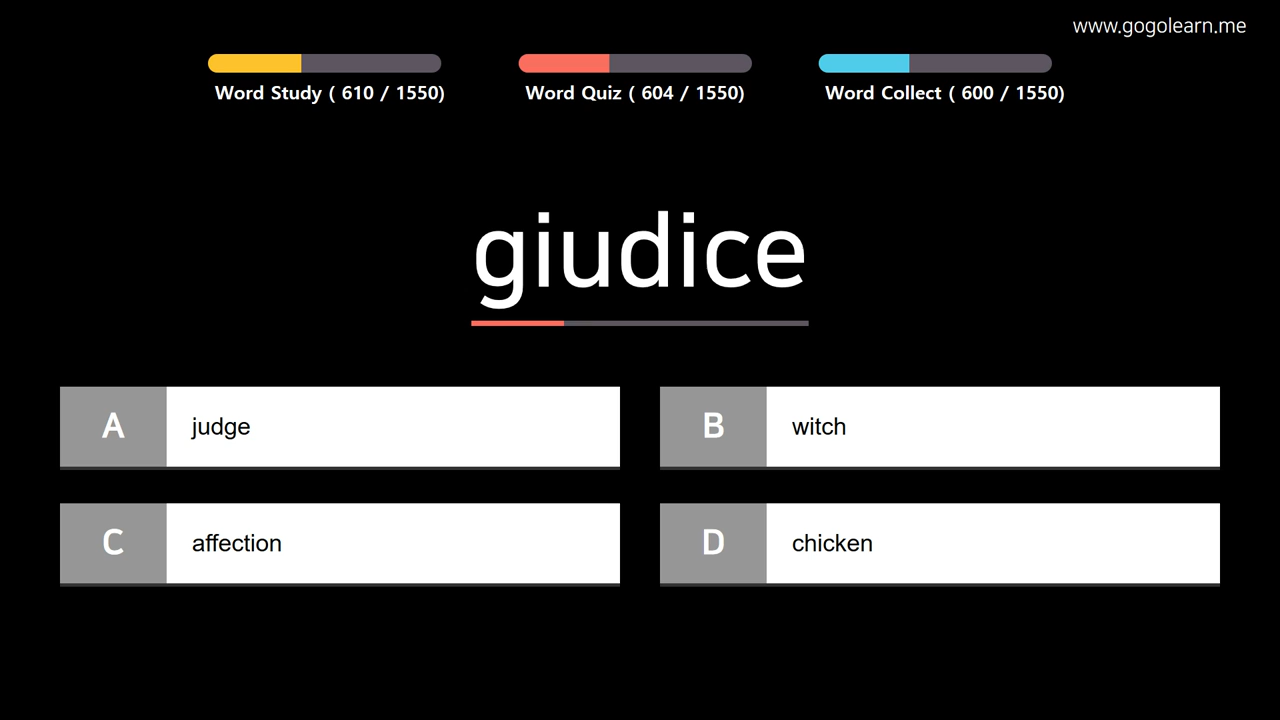 www.gogolearn.me
Word Study ( 610 / 1550)
Word Quiz ( 604 / 1550)
Word Collect ( 600 / 1550)
giudice
A judge
B witch
C affection
D chicken